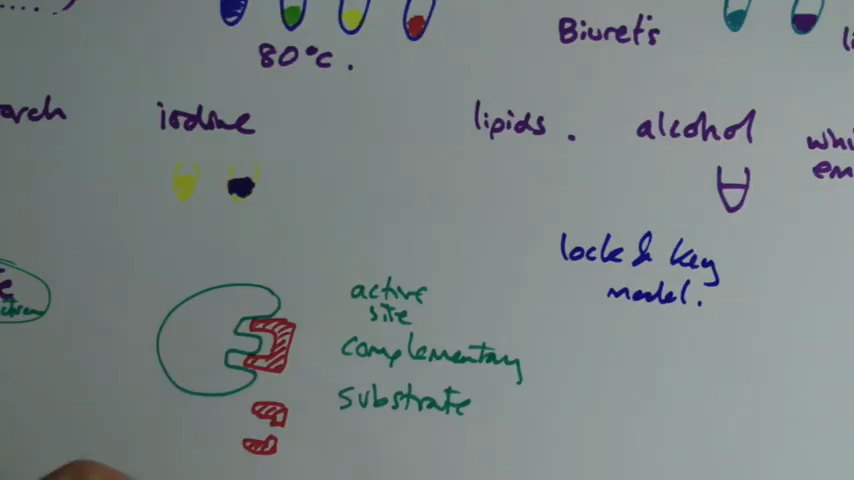 80°C.
Biuret's
iodine
lipids.
alcohol
lock & key
model.
active
site
complementary
substrate